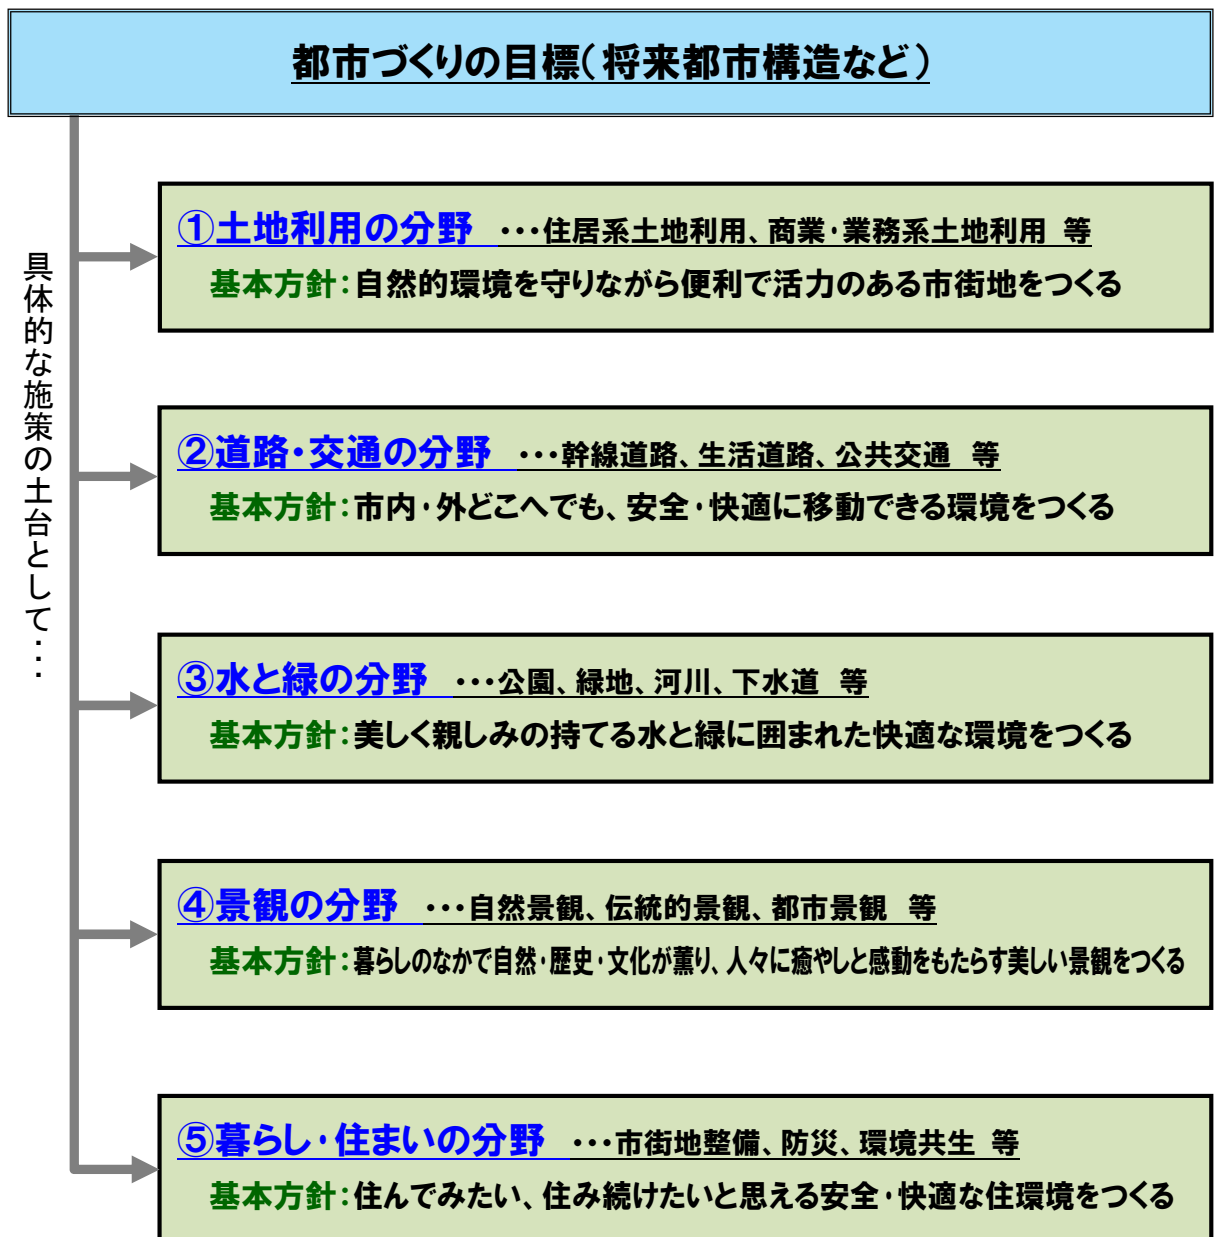 都市づくりの目標（将来都市構造など）
具体的な施策の土台として・・・
①土地利用の分野　・・・住居系土地利用、商業・業務系土地利用　等
基本方針：自然的環境を守りながら便利で活力のある市街地をつくる
②道路・交通の分野　・・・幹線道路、生活道路、公共交通　等
基本方針：市内・外どこへでも、安全・快適に移動できる環境をつくる
③水と緑の分野　・・・公園、緑地、河川、下水道　等
基本方針：美しく親しみの持てる水と緑に囲まれた快適な環境をつくる
④景観の分野　・・・自然景観、伝統的景観、都市景観　等
基本方針：暮らしのなかで自然・歴史・文化が薫り、人々に癒やしと感動をもたらす美しい景観をつくる
⑤暮らし・住まいの分野　・・・市街地整備、防災、環境共生　等
基本方針：住んでみたい、住み続けたいと思える安全・快適な住環境をつくる